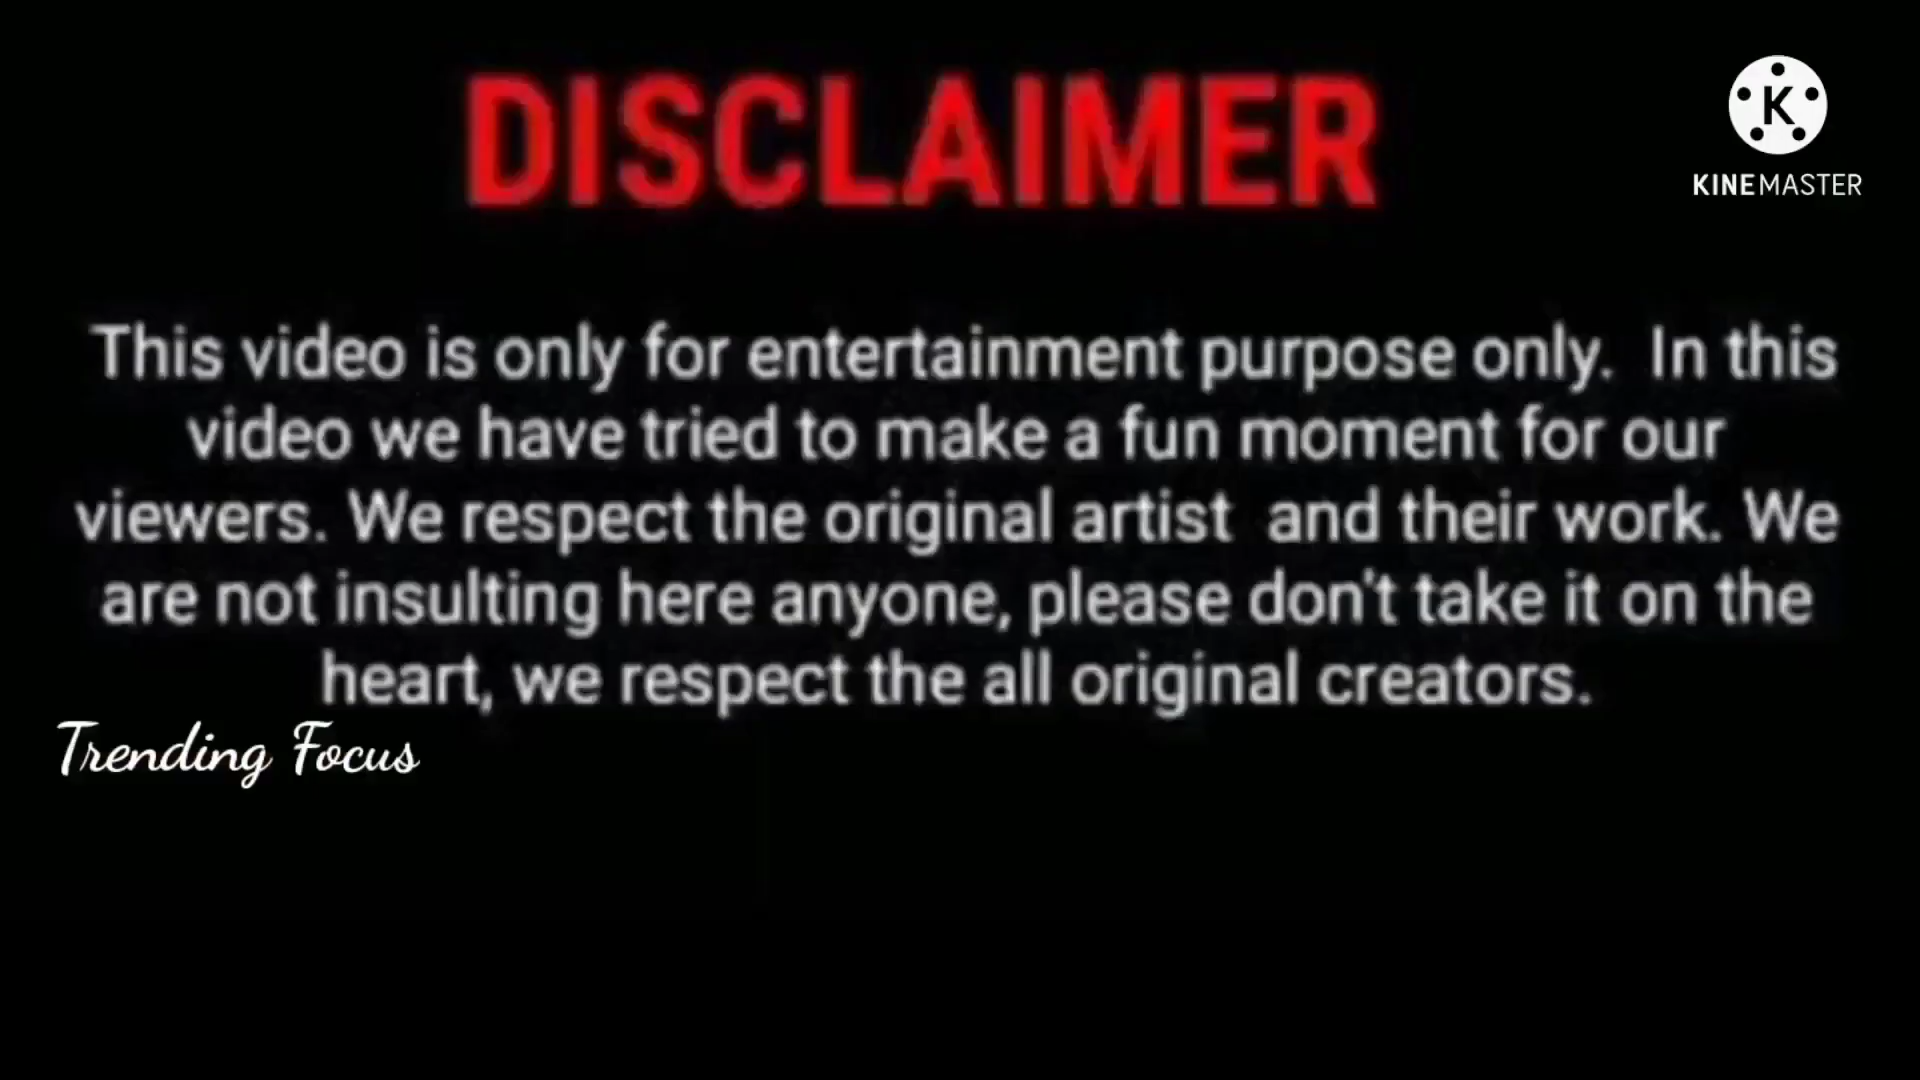 DISCLAIMER
K
KINEMASTER
This video is only for entertainment purpose only. In this
video we have tried to make a fun moment for our
viewers. We respect the original artist and their work. We
are not insulting here anyone, please don't take it on the
heart, we respect the all original creators.
Trending Focus